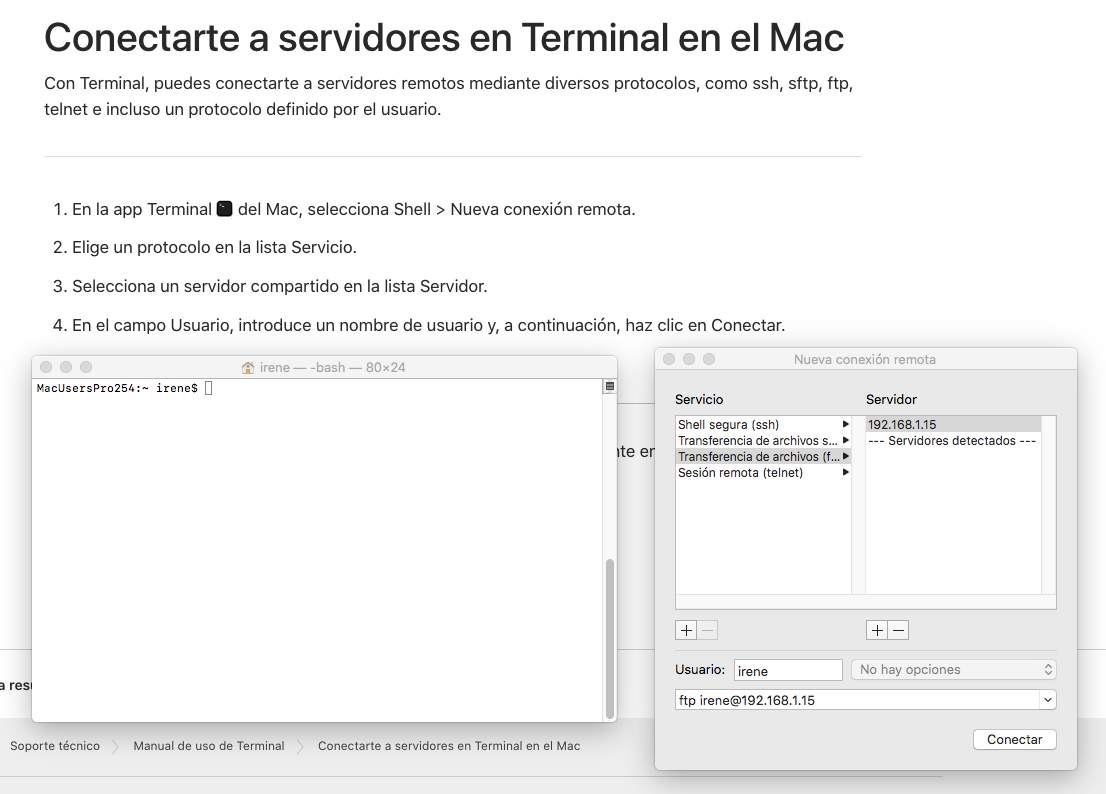 Conectarte a servidores en Terminal en el Mac
Con Terminal, puedes conectarte a servidores remotos mediante diversos protocolos, como ssh, sftp, ftp,
telnet e incluso un protocolo definido por el usuario.
1. En la app Terminal del Mac, selecciona Shell > Nueva conexión remota.
2. Elige un protocolo en la lista Servicio.
3. Selecciona un servidor compartido en la lista Servidor.
4. En el campo Usuario, introduce un nombre de usuario y, a continuación, haz clic en Conectar.
irene — -bash — 80×24
MacUsersPro254:~ irene$
Nueva conexión remota
Servicio
Servidor
Shell segura (ssh)
Transferencia de archivos s...
Transferencia de archivos (f...
Sesión remota (telnet)
192.168.1.15
--- Servidores detectados ---
Usuario: irene
No hay opciones
ftp irene@192.168.1.15
Conectar
Soporte técnico
Manual de uso de Terminal
Conectarte a servidores en Terminal en el Mac